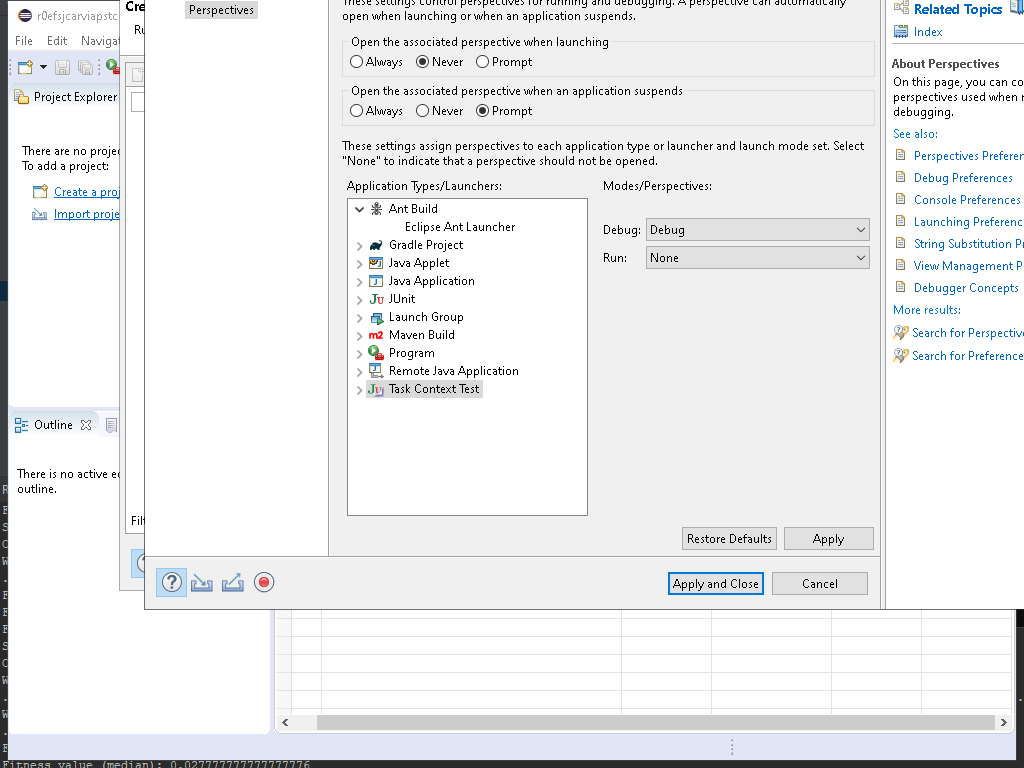 r0efsjcarviapstc
File Edit Navigat
Project Explorer
There are no projec
To add a project:
Create a proj
Import proje
Outline
There is no active ed
outline.
Cre
Ru
Filt
Perspectives
These settings control perspectives for running and debugging. A perspective can automatically
open when launching or when an application suspends.
Open the associated perspective when launching
Always Never Prompt
Open the associated perspective when an application suspends
Always Never Prompt
These settings assign perspectives to each application type or launcher and launch mode set. Select
"None" to indicate that a perspective should not be opened.
Application Types/Launchers:
Ant Build
Eclipse Ant Launcher
Gradle Project
Java Applet
Java Application
JUnit
Launch Group
Maven Build
Program
Remote Java Application
Task Context Test
Modes/Perspectives:
Debug: Debug
Run: None
Restore Defaults Apply
Apply and Close Cancel
Related Topics
Index
About Perspectives
On this page, you can co
perspectives used when r
debugging.
See also:
Perspectives Preferen
Debug Preferences
Console Preferences
Launching Preferenc
String Substitution P
View Management P
Debugger Concepts
More results:
Search for Perspective
Search for Preference
Fitness value (median): 0.027777777777777776